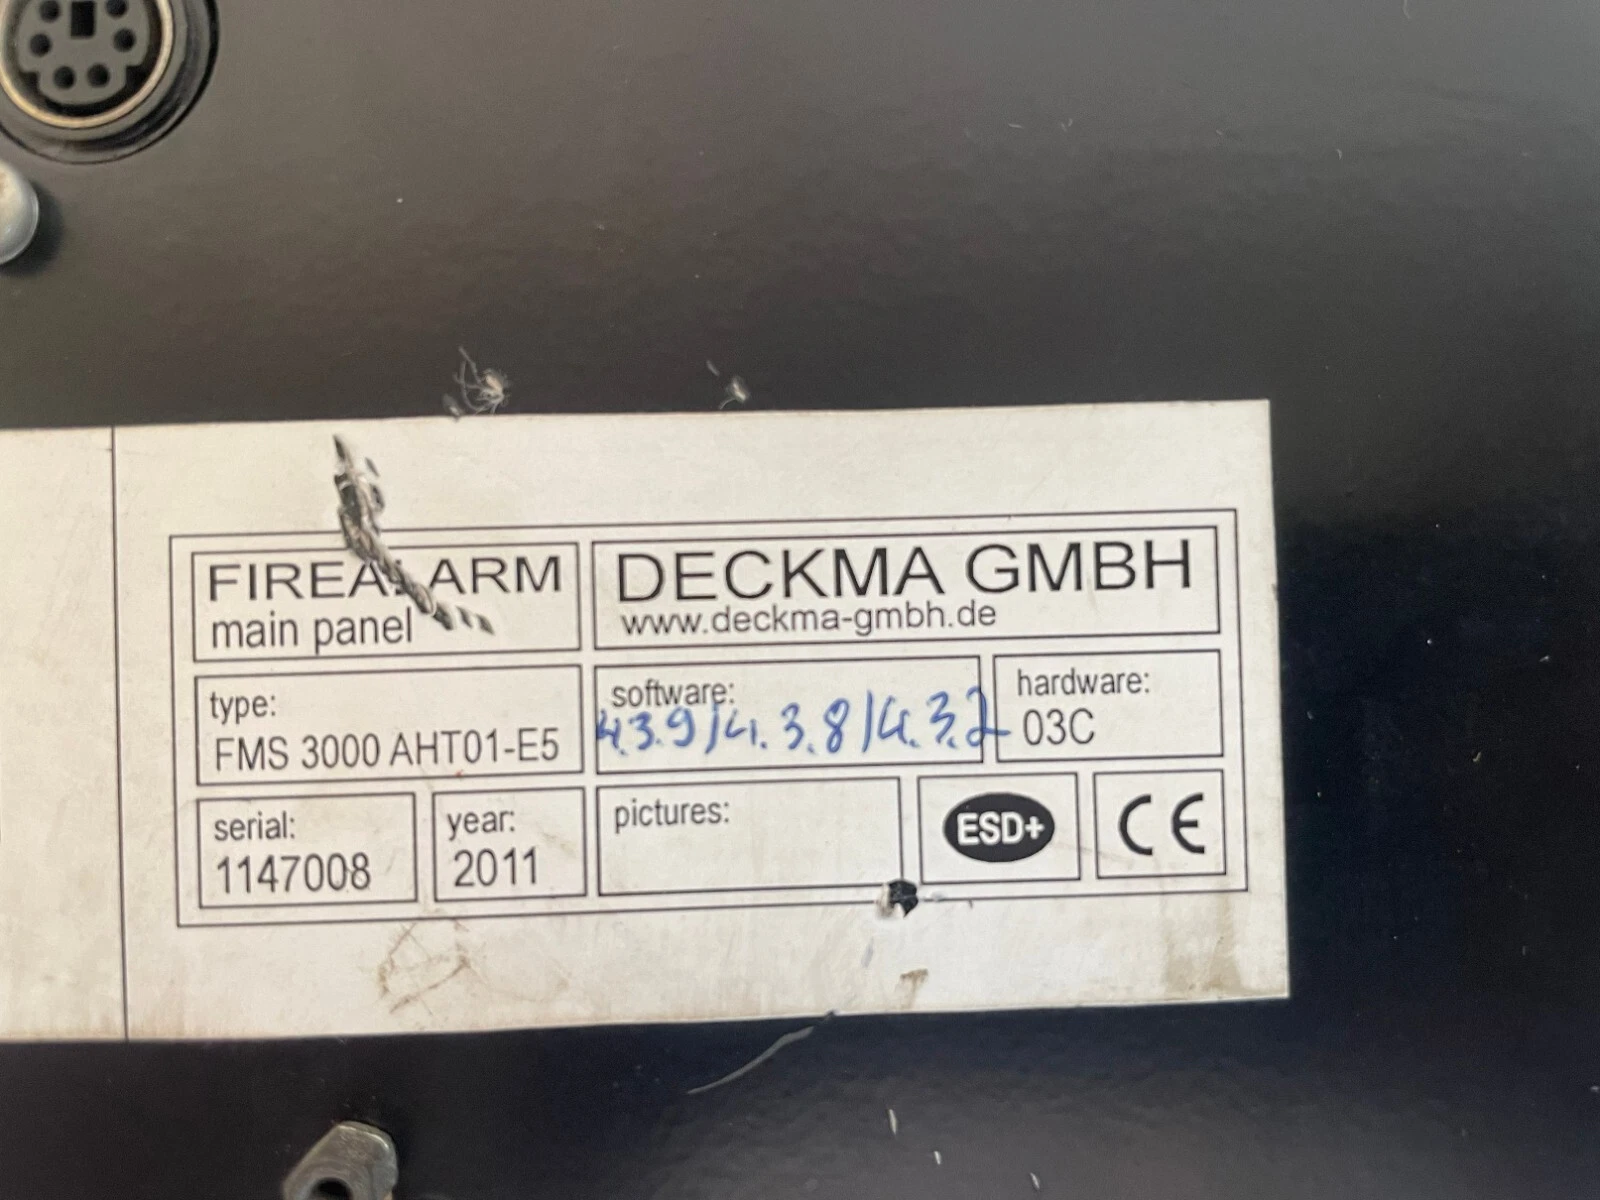 FIREALARM
main panel
DECKMA GMBH
www.deckma-gmbh.de
type:
FMS 3000 AHT01-E5
software:
4.3.9/4.3.8/4.3.2
hardware:
03C
serial:
1147008
year:
2011
pictures:
ESD+
CE